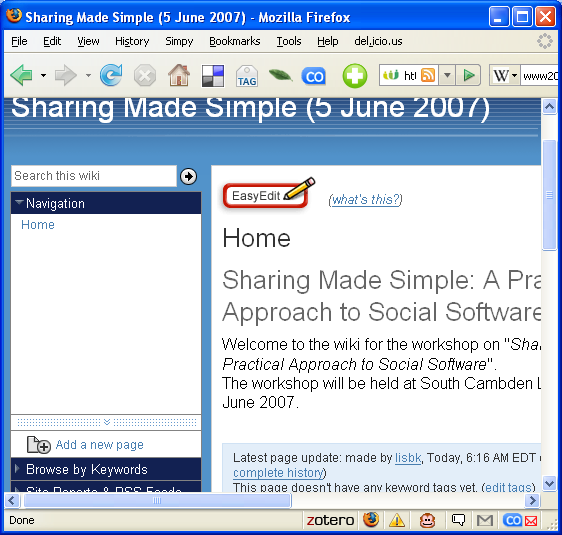 Sharing Made Simple (5 June 2007) - Mozilla Firefox
File Edit View History Simpy Bookmarks Tools Help del.icio.us
TAG CO htl W www20
Sharing Made Simple (5 June 2007)
Search this wiki
Navigation
Home
EasyEdit (what's this?)
Home
Sharing Made Simple: A Pra
Approach to Social Software
Welcome to the wiki for the workshop on "Sha
Practical Approach to Social Software".
The workshop will be held at South Cambden L
June 2007.
Add a new page
Browse by Keywords
Site Reports & RSS Feeds
Latest page update: made by lisbk, Today, 6:16 AM EDT
complete history)
This page doesn't have any keyword tags yet. (edit tags)
Done zotero CO